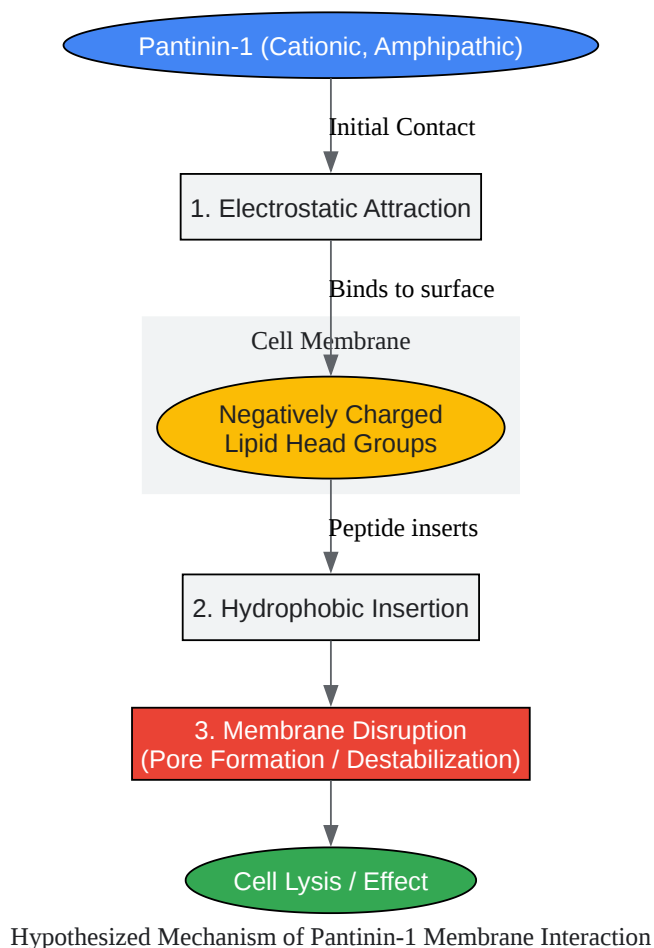 Pantinin-1 (Cationic, Amphipathic)
Initial Contact
1. Electrostatic Attraction
Binds to surface
Cell Membrane
Negatively Charged
Lipid Head Groups
Peptide inserts
2. Hydrophobic Insertion
3. Membrane Disruption
(Pore Formation / Destabilization)
Cell Lysis / Effect
Hypothesized Mechanism of Pantinin-1 Membrane Interaction